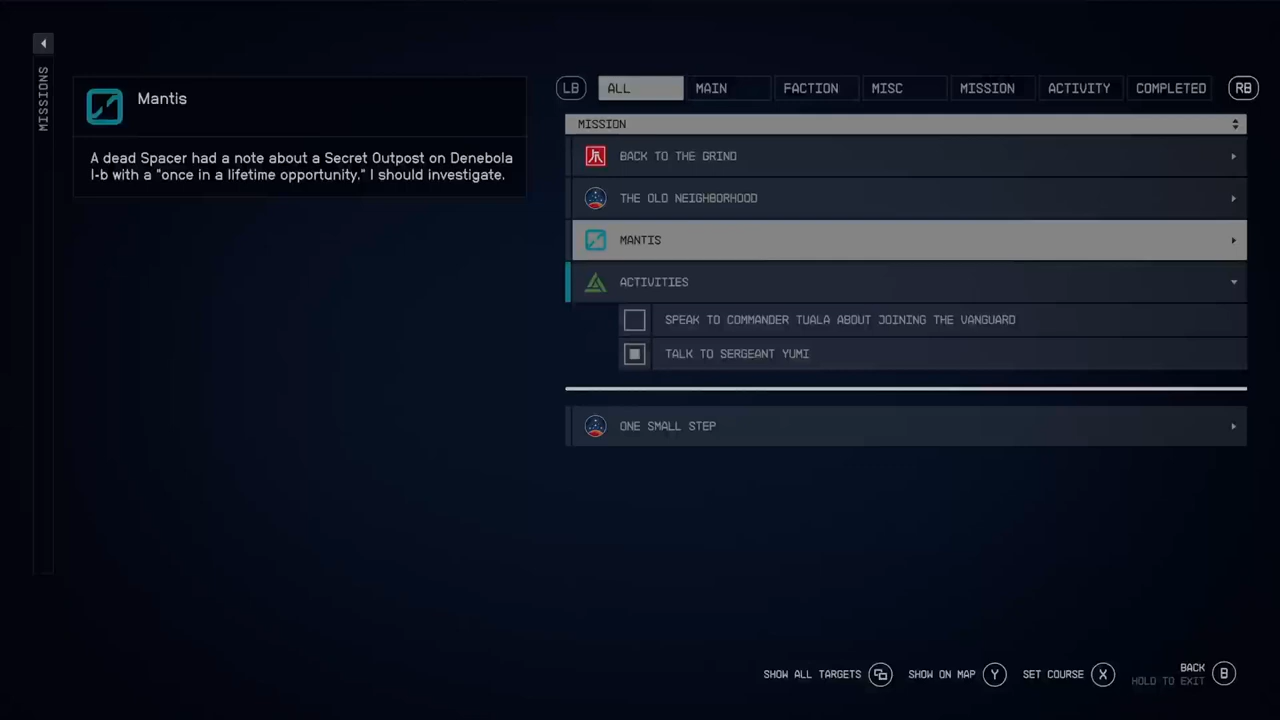 MISSIONS
Mantis
A dead Spacer had a note about a Secret Outpost on Denebola
I-b with a "once in a lifetime opportunity." I should investigate.
LB
ALL
MAIN
FACTION
MISC
MISSION
ACTIVITY
COMPLETED
RB
MISSION
BACK TO THE GRIND
THE OLD NEIGHBORHOOD
MANTIS
ACTIVITIES
SPEAK TO COMMANDER TUALA ABOUT JOINING THE VANGUARD
TALK TO SERGEANT YUMI
ONE SMALL STEP
SHOW ALL TARGETS
SHOW ON MAP Y
SET COURSE X
BACK B
HOLD TO EXIT